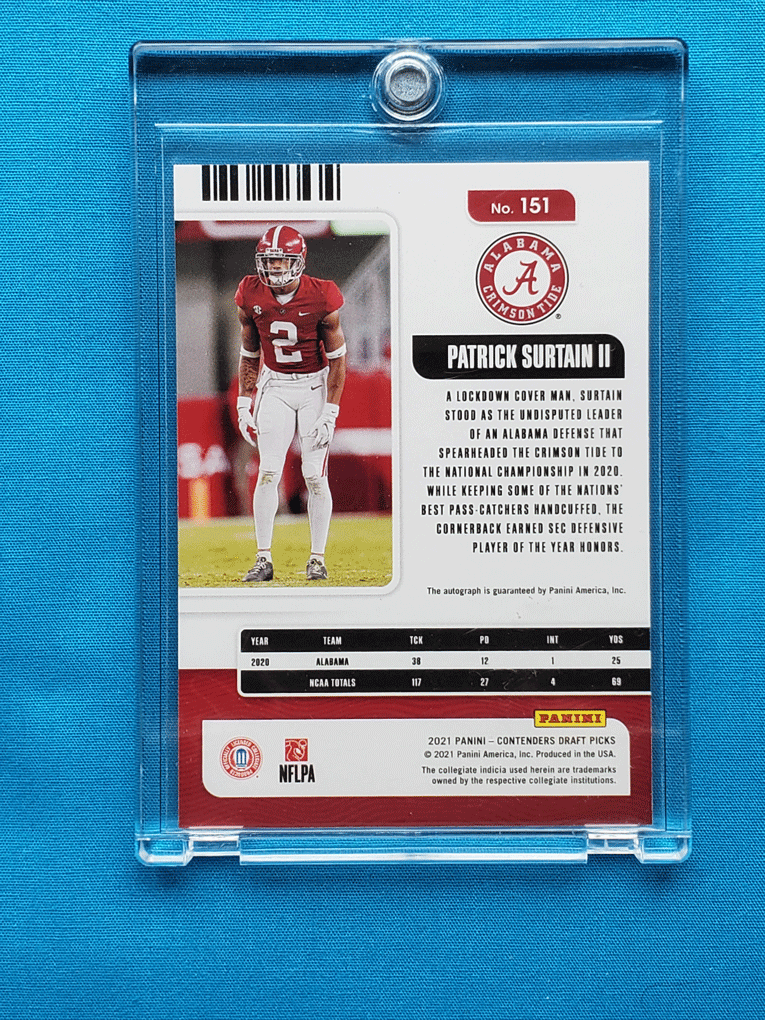 No. 151
ALABAMA
A
CRIMSON TIDE
®
2
PATRICK SURTAIN II
A LOCKDOWN COVER MAN, SURTAIN
STOOD AS THE UNDISPUTED LEADER
OF AN ALABAMA DEFENSE THAT
SPEARHEADED THE CRIMSON TIDE TO
THE NATIONAL CHAMPIONSHIP IN 2020.
WHILE KEEPING SOME OF THE NATIONS'
BEST PASS-CATCHERS HANDCUFFED, THE
CORNERBACK EARNED SEC DEFENSIVE
PLAYER OF THE YEAR HONORS.
The autograph is guaranteed by Panini America, Inc.
YEAR TEAM TCK PD INT YDS
2020 ALABAMA 38 12 1 25
NCAA TOTALS 117 27 4 69
PANINI
2021 PANINI – CONTENDERS DRAFT PICKS
© 2021 Panini America, Inc. Produced in the USA.
The collegiate indicia used herein are trademarks
owned by the respective collegiate institutions.
OFFICIALLY LICENSED COLLEGIATE PRODUCTS
NFLPA